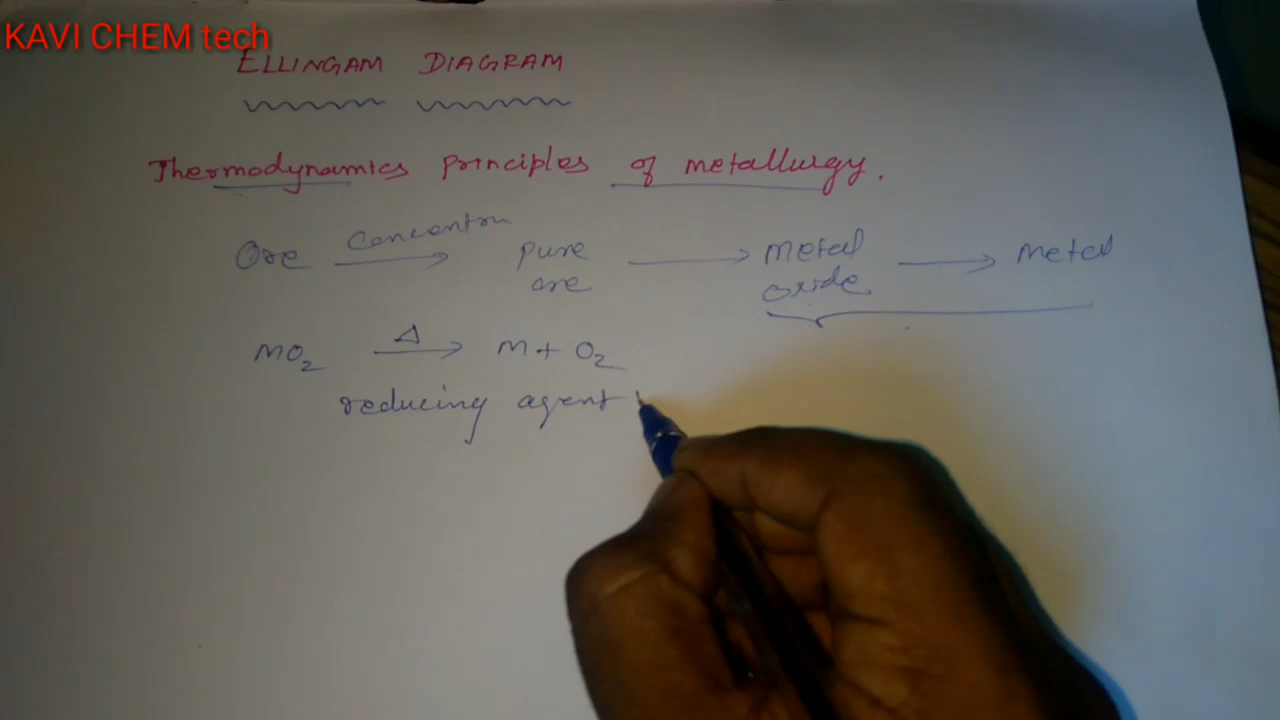 KAVI CHEM tech
ELLINGAM DIAGRAM
Thermodynamics principles of metallurgy.
Ore Concentra → pure ore → Metal oxide → Metal
MO2 Δ → M + O2
reducing agent